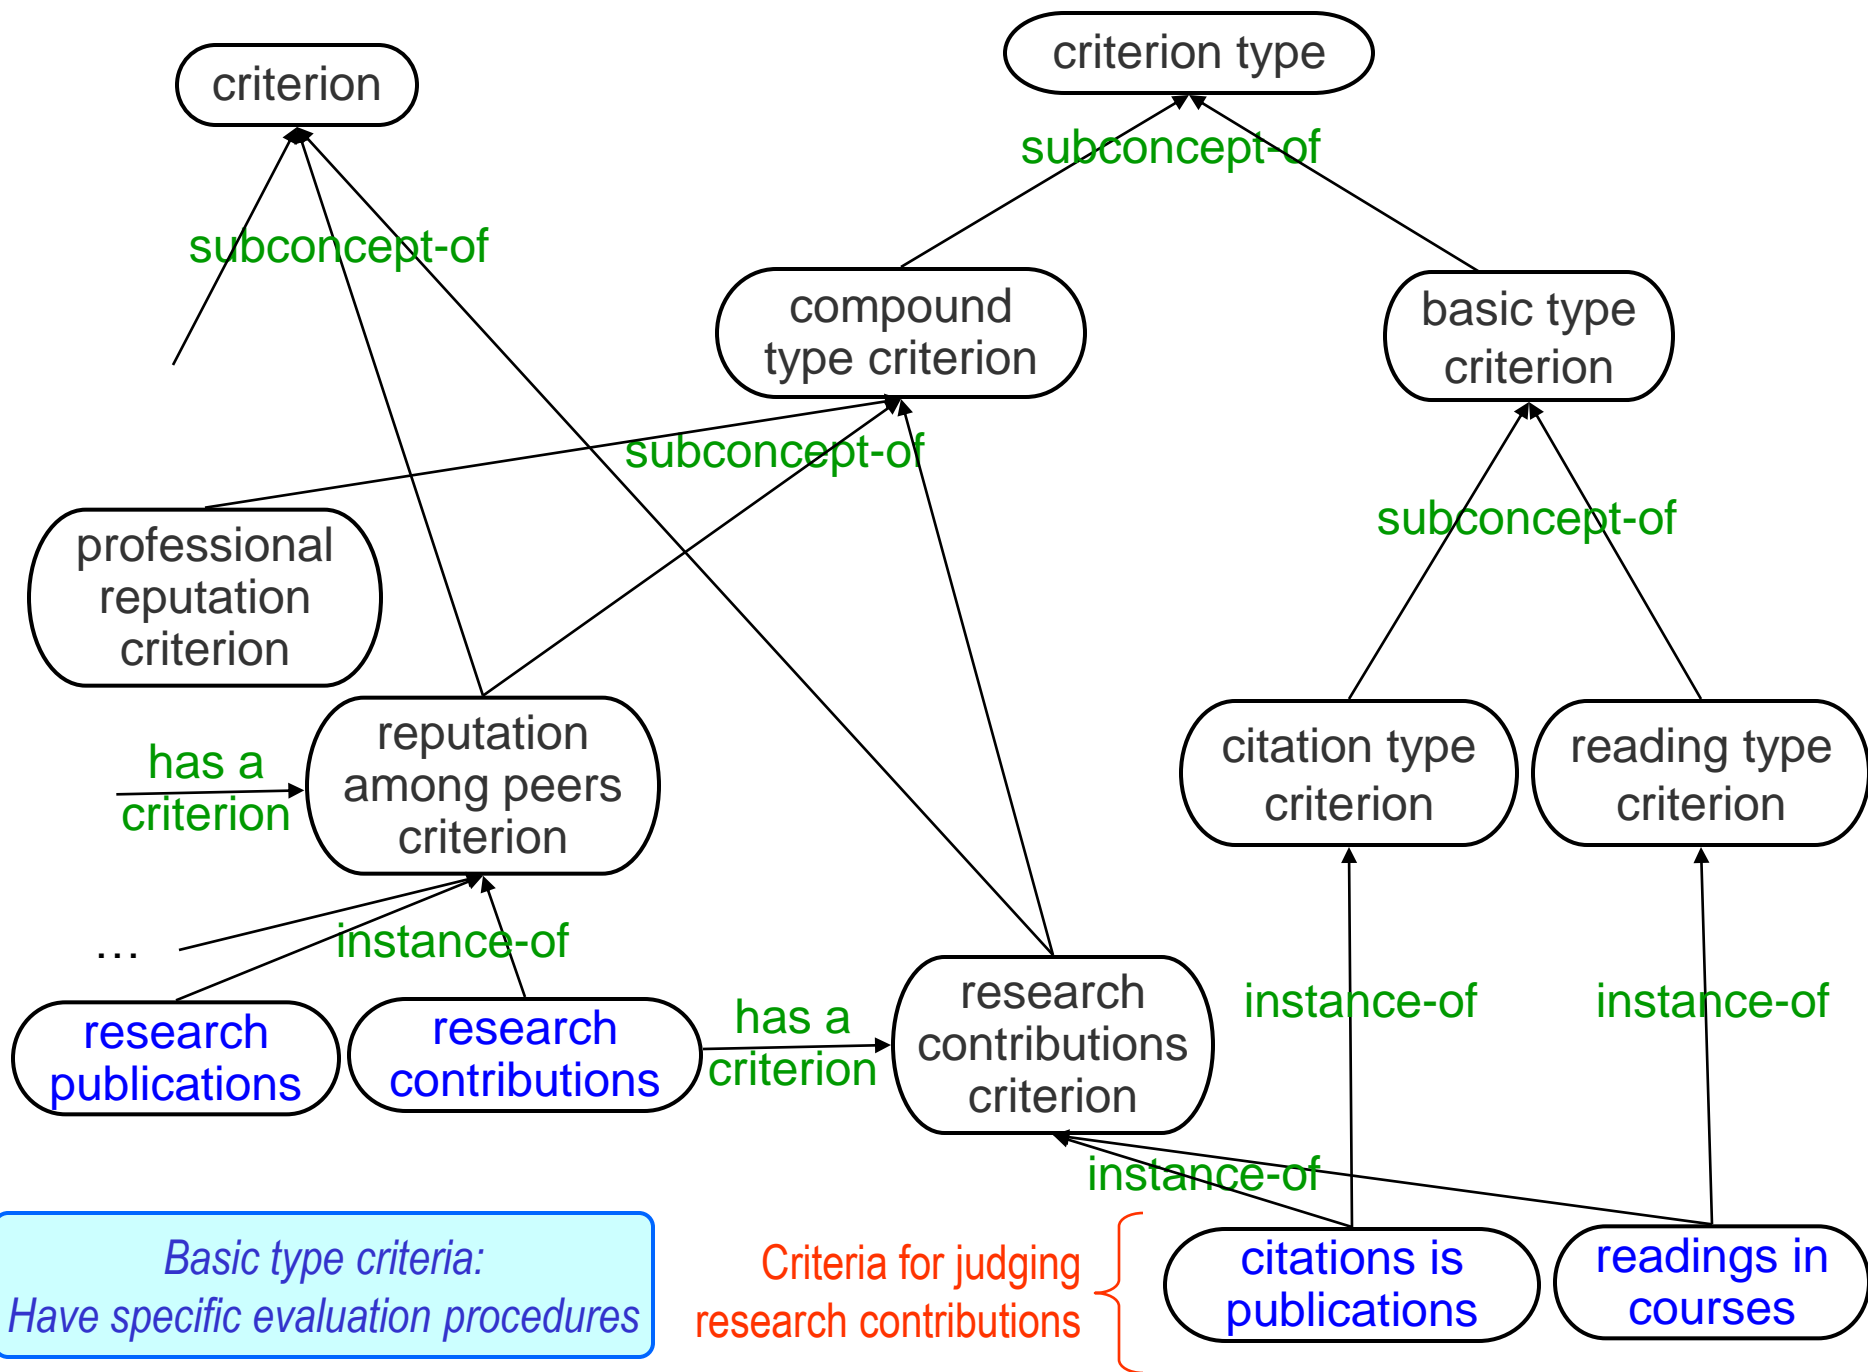 criterion type
criterion
subconcept-of
subconcept-of
compound
type criterion
basic type
criterion
subconcept-of
subconcept-of
professional
reputation
criterion
reputation
among peers
criterion
has a
criterion
citation type
criterion
reading type
criterion
...
instance-of
research
publications
research
contributions
has a
criterion
research
contributions
criterion
instance-of
instance-of
instance-of
Basic type criteria:
Have specific evaluation procedures
Criteria for judging
research contributions
citations is
publications
readings in
courses